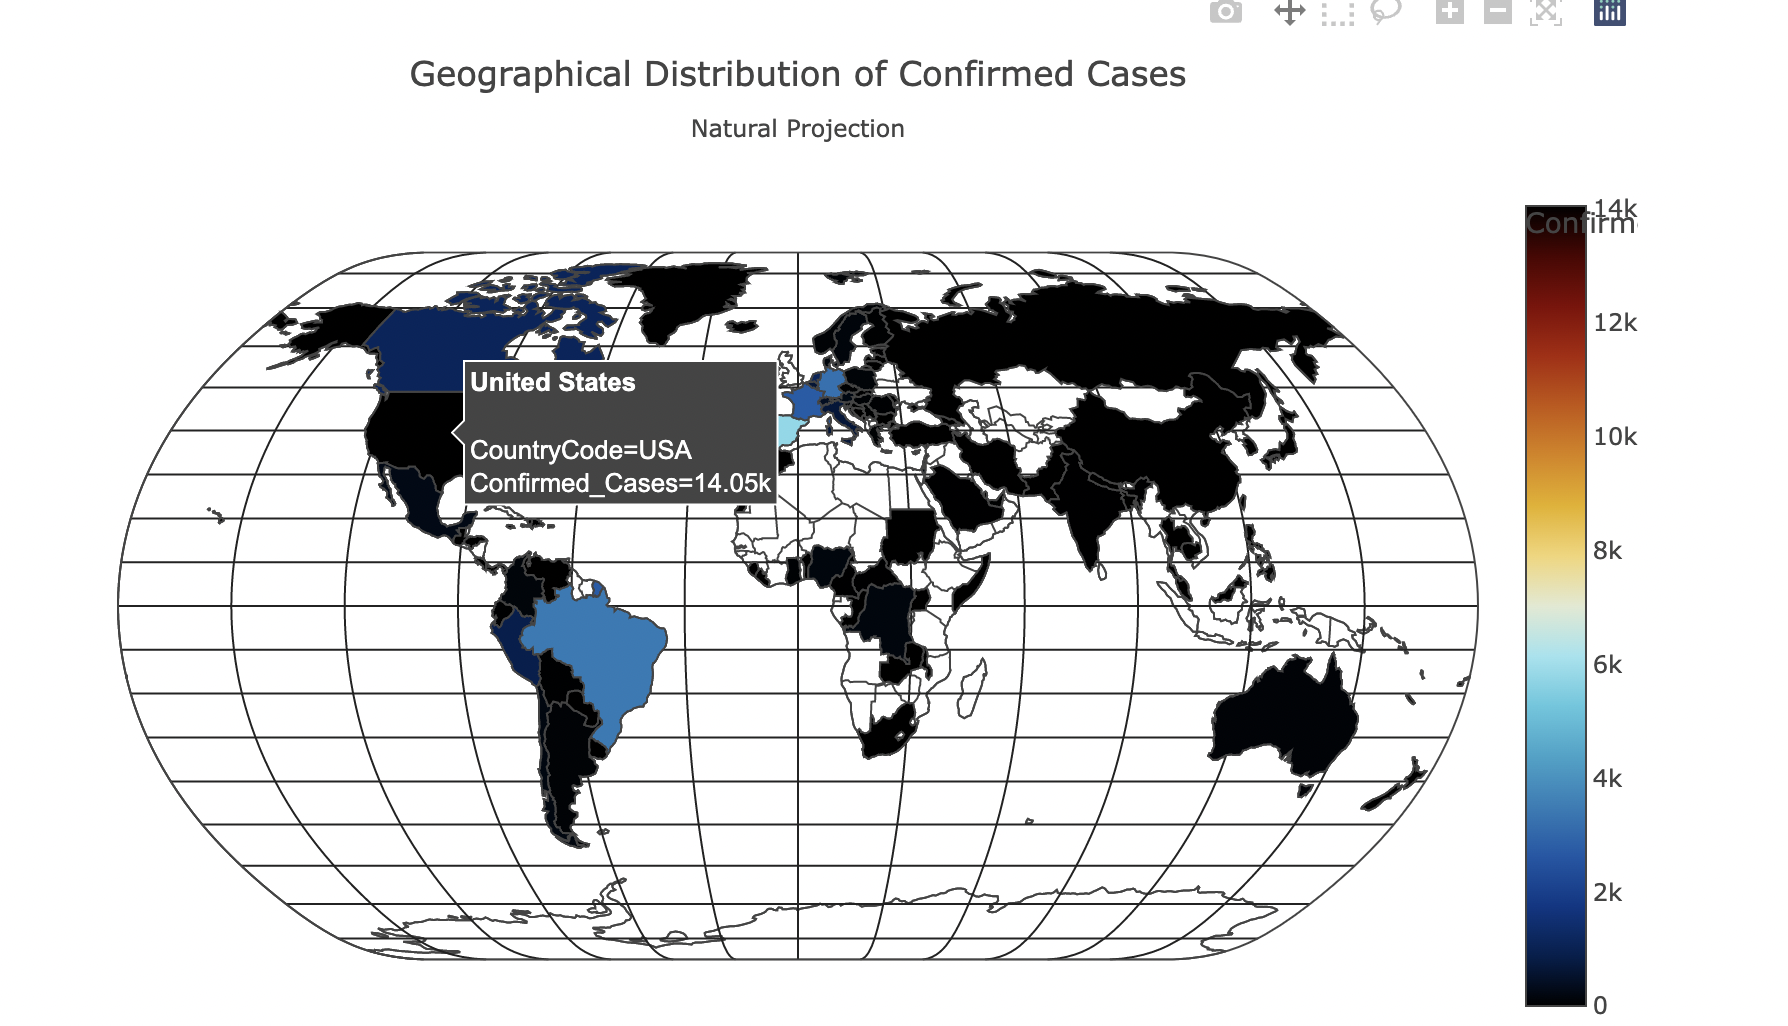 Geographical Distribution of Confirmed Cases
Natural Projection
14k
12k
10k
8k
6k
4k
2k
0
United States
CountryCode=USA
Confirmed_Cases=14.05k